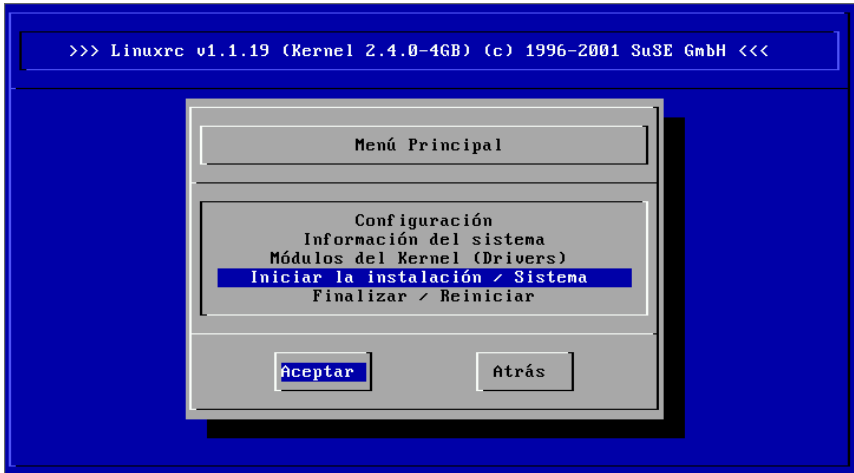 >>> Linuxrc v1.1.19 (Kernel 2.4.0-4GB) (c) 1996-2001 SuSE GmbH <<<
Menú Principal
Configuración
Información del sistema
Módulos del Kernel (Drivers)
Iniciar la instalación / Sistema
Finalizar / Reiniciar
Aceptar Atrás